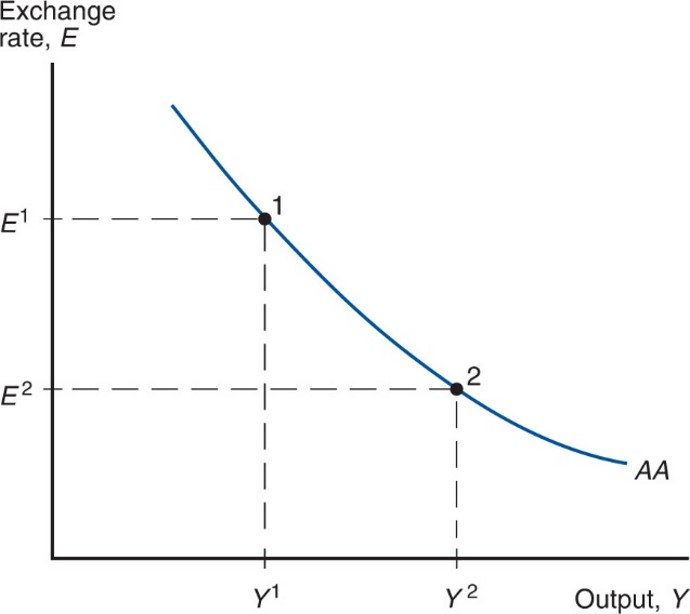 Exchange
rate, E
1
E¹
2
E²
AA
Y¹
Y²
Output, Y